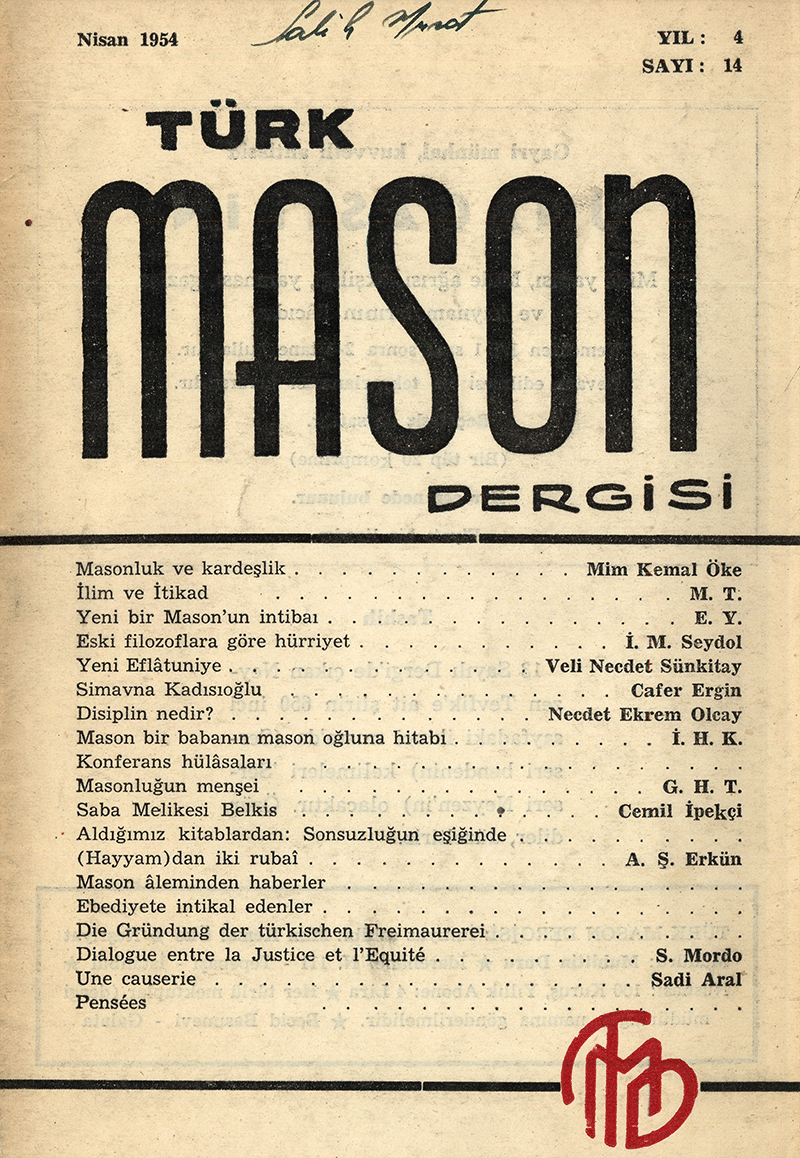 Salih Murat
Nisan 1954
YIL : 4
SAYI : 14
TÜRK
MASON
DERGİSİ
Masonluk ve kardeşlik . . . . . . . . . . . . Mim Kemal Öke
İlim ve İtikad . . . . . . . . . . . . . . . . . M. T.
Yeni bir Mason'un intibaı . . . . . . . . . . . . . . . E. Y.
Eski filozoflara göre hürriyet . . . . . . . . . . . İ. M. Seydol
Yeni Eflâtuniye . . . . . . . . . . . . . Veli Necdet Sünkitay
Simavna Kadısıoğlu . . . . . . . . . . . . . Cafer Ergin
Disiplin nedir? . . . . . . . . . . . . . Necdet Ekrem Olcay
Mason bir babanın mason oğluna hitabı . . . . . . . . . İ. H. K.
Konferans hülâsaları . . . . . . . . . . . . . . . . . .
Masonluğun menşei . . . . . . . . . . . . . . . . G. H. T.
Saba Melikesi Belkis . . . . . . . . . . . . . Cemil İpekçi
Aldığımız kitablardan: Sonsuzluğun eşiğinde . . . . . . . . . .
(Hayyam)dan iki rubaî . . . . . . . . . . . . . A. Ş. Erkün
Mason âleminden haberler . . . . . . . . . . . . . . . . .
Ebediyete intikal edenler . . . . . . . . . . . . . . . . . .
Die Gründung der türkischen Freimaurerei . . . . . . . . . . .
Dialogue entre la Justice et l'Equité . . . . . . . . . S. Mordo
Une causerie . . . . . . . . . . . . . . . . . . Sadi Aral
Pensées . . . . . . . . . . . . . . . . . .
TMD